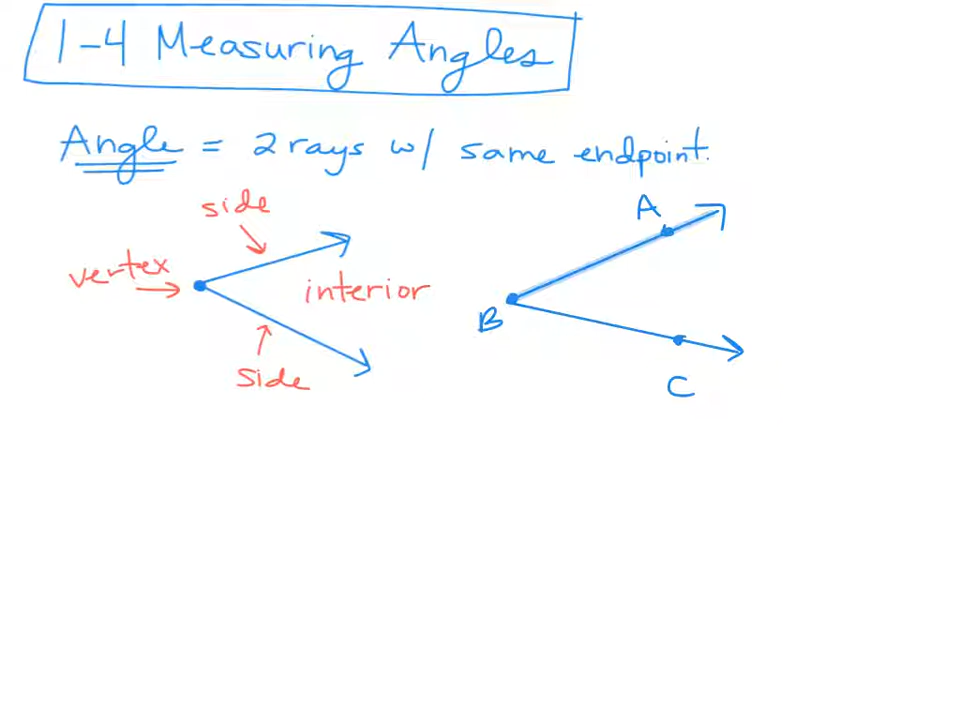 1-4 Measuring Angles
Angle = 2 rays w/ same endpoint.
side
vertex
interior
side
A
B
C